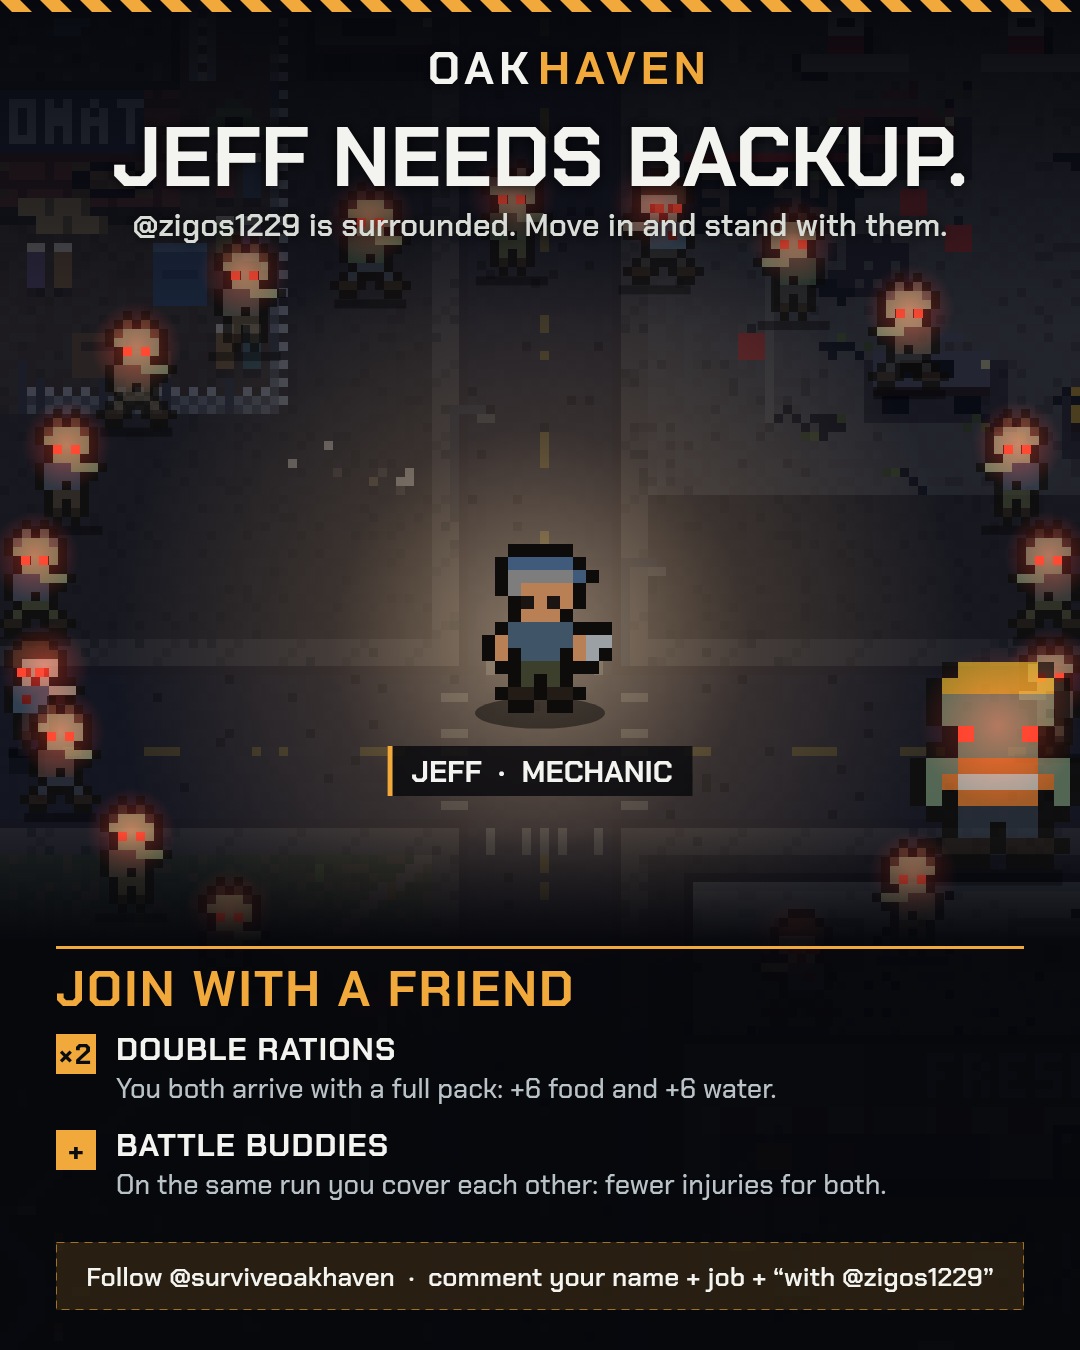 OAKHAVEN
JEFF NEEDS BACKUP.
@zigos1229 is surrounded. Move in and stand with them.
OMAT
JEFF · MECHANIC
JOIN WITH A FRIEND
×2 DOUBLE RATIONS
You both arrive with a full pack: +6 food and +6 water.
+ BATTLE BUDDIES
On the same run you cover each other: fewer injuries for both.
Follow @surviveoakhaven · comment your name + job + “with @zigos1229”